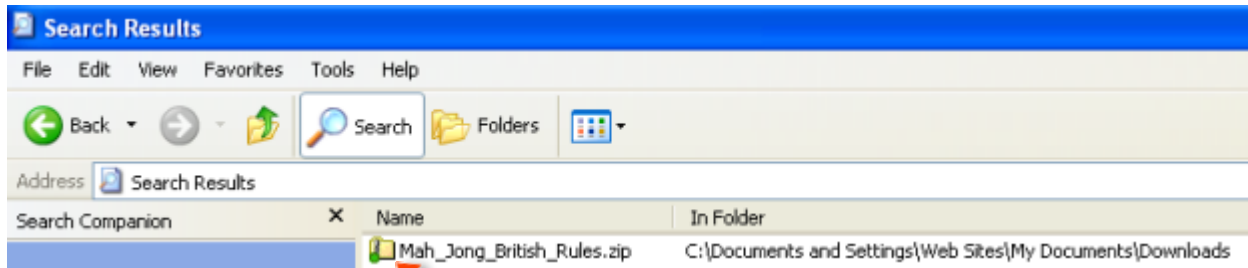 Search Results
File Edit View Favorites Tools Help
Back Search Folders
Address Search Results
Search Companion X Name In Folder
Mah_Jong_British_Rules.zip C:\Documents and Settings\Web Sites\My Documents\Downloads